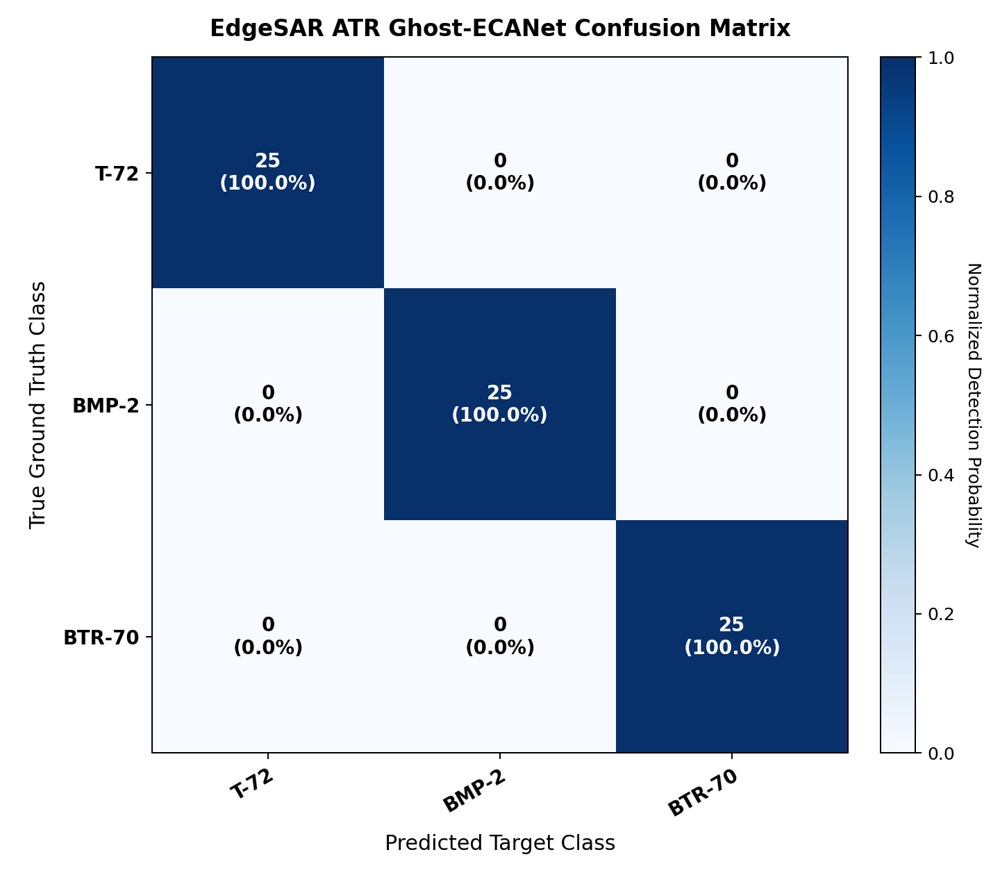 EdgeSAR ATR Ghost-ECANet Confusion Matrix
True Ground Truth Class
T-72
BMP-2
BTR-70
25
(100.0%)
0
(0.0%)
0
(0.0%)
0
(0.0%)
25
(100.0%)
0
(0.0%)
0
(0.0%)
0
(0.0%)
25
(100.0%)
T-72
BMP-2
BTR-70
Predicted Target Class
1.0
0.8
0.6
0.4
0.2
0.0
Normalized Detection Probability